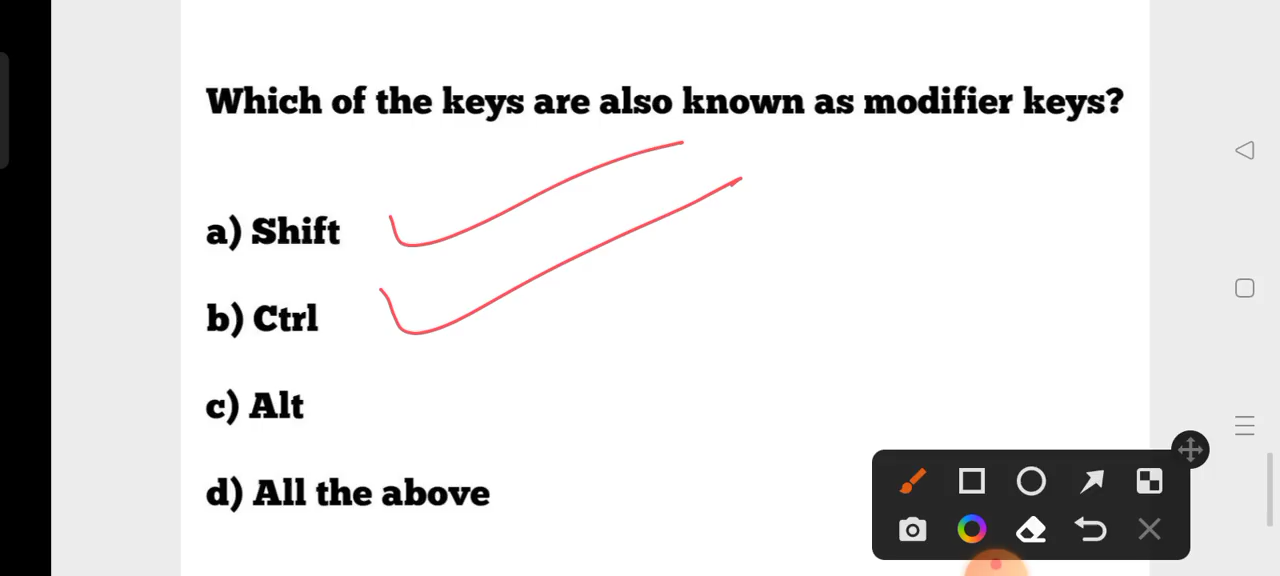 Which of the keys are also known as modifier keys?
a) Shift
b) Ctrl
c) Alt
d) All the above